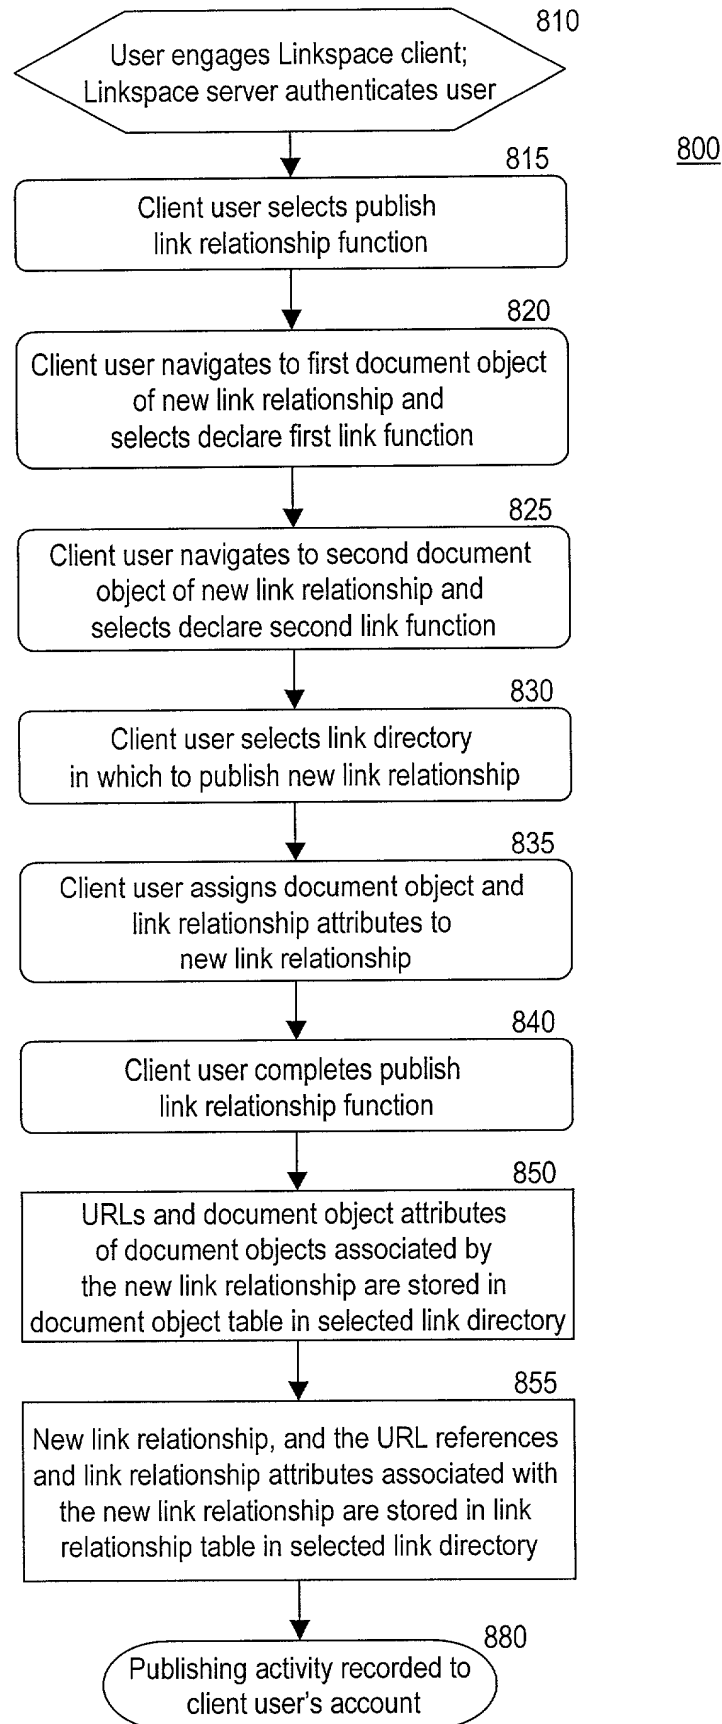 810
User engages Linkspace client;
Linkspace server authenticates user
800
815
Client user selects publish
link relationship function
820
Client user navigates to first document object
of new link relationship and
selects declare first link function
825
Client user navigates to second document
object of new link relationship and
selects declare second link function
830
Client user selects link directory
in which to publish new link relationship
835
Client user assigns document object and
link relationship attributes to
new link relationship
840
Client user completes publish
link relationship function
850
URLs and document object attributes
of document objects associated by
the new link relationship are stored in
document object table in selected link directory
855
New link relationship, and the URL references
and link relationship attributes associated with
the new link relationship are stored in link
relationship table in selected link directory
880
Publishing activity recorded to
client user's account